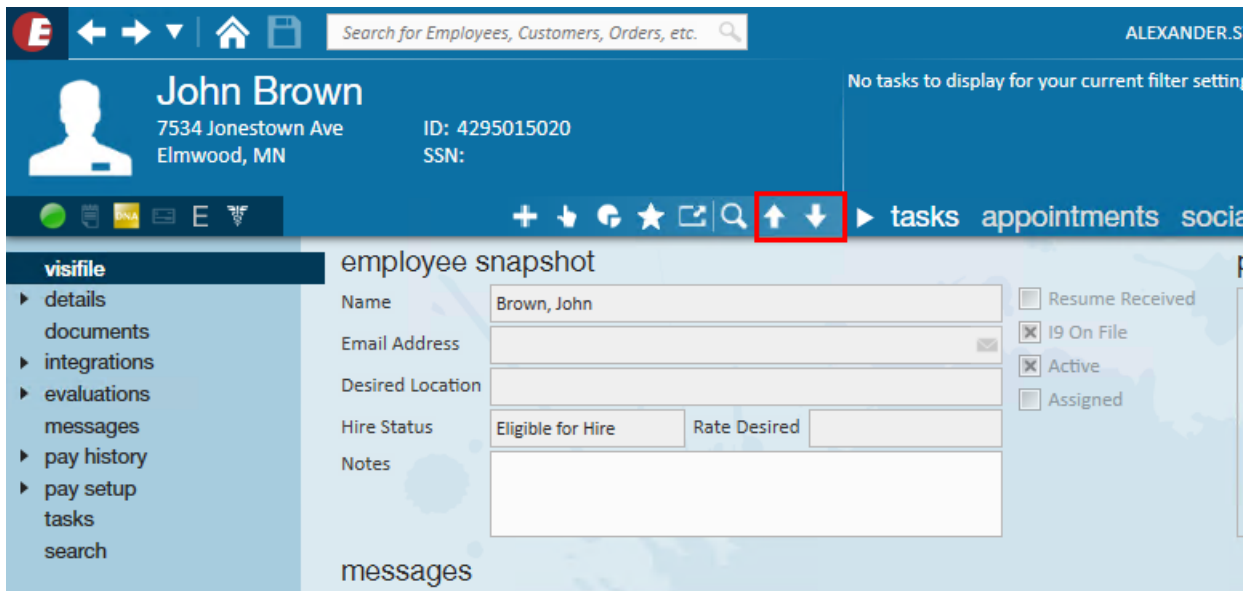 E
Search for Employees, Customers, Orders, etc.
ALEXANDER.S
John Brown
7534 Jonestown Ave
Elmwood, MN
ID: 4295015020
SSN:
No tasks to display for your current filter setting
DNA
E
tasks appointments socia
visifile
details
documents
integrations
evaluations
messages
pay history
pay setup
tasks
search
employee snapshot
Name Brown, John
Email Address
Desired Location
Hire Status Eligible for Hire Rate Desired
Notes
Resume Received
I9 On File
Active
Assigned
messages